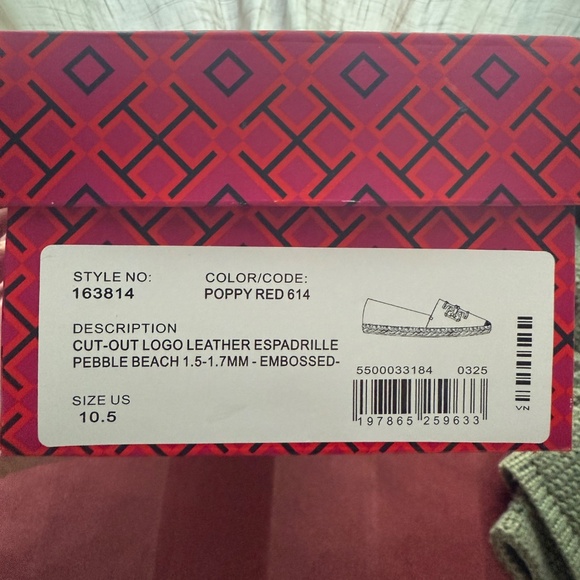 STYLE NO: COLOR/CODE:
163814 POPPY RED 614
DESCRIPTION
CUT-OUT LOGO LEATHER ESPADRILLE
PEBBLE BEACH 1.5-1.7MM - EMBOSSED-
5500033184 0325
SIZE US
10.5
197865 259633
VN